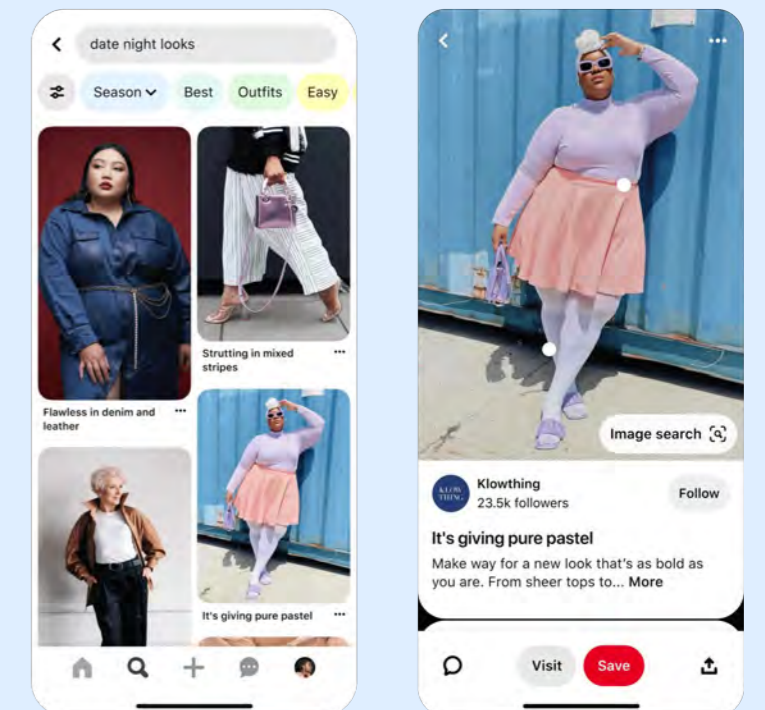 date night looks
Season
Best
Outfits
Easy
Strutting in mixed
stripes
Flawless in denim and
leather
It's giving pure pastel
Image search
KLOW
THING
Klowthing
23.5k followers
Follow
It's giving pure pastel
Make way for a new look that's as bold as
you are. From sheer tops to... More
Visit
Save